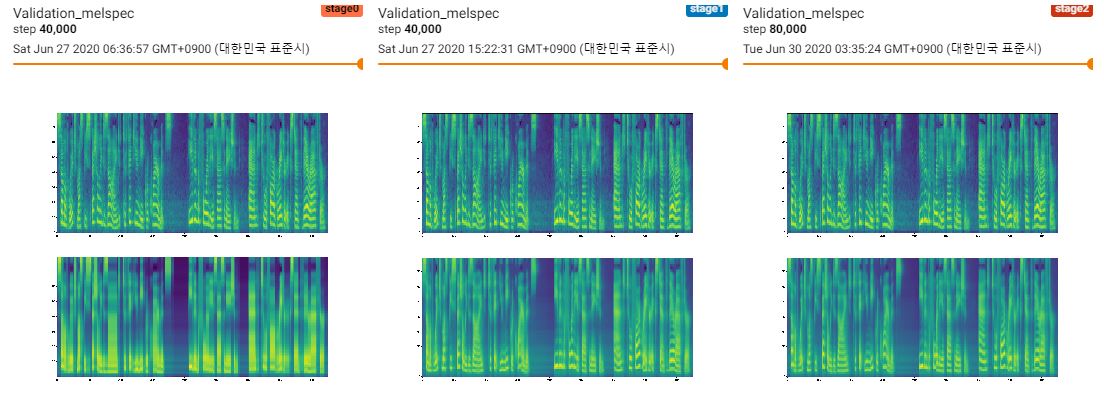 Validation_melspec
stage0
step 40,000
Sat Jun 27 2020 06:36:57 GMT+0900 (대한민국 표준시)
Validation_melspec
stage1
step 40,000
Sat Jun 27 2020 15:22:31 GMT+0900 (대한민국 표준시)
Validation_melspec
stage2
step 80,000
Tue Jun 30 2020 03:35:24 GMT+0900 (대한민국 표준시)